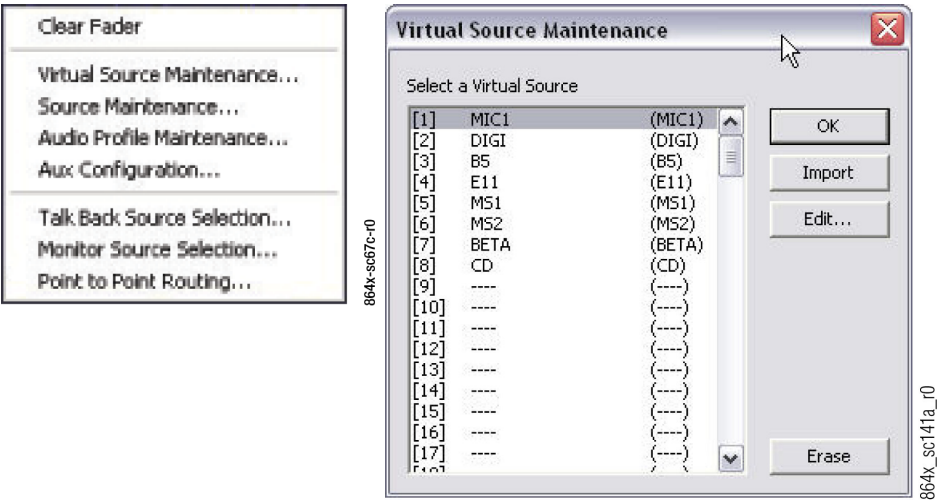 Clear Fader
Virtual Source Maintenance...
Source Maintenance...
Audio Profile Maintenance...
Aux Configuration...
Talk Back Source Selection...
Monitor Source Selection...
Point to Point Routing...
864x-sc67c-r0
Virtual Source Maintenance
Select a Virtual Source
[1] MIC1 (MIC1)
[2] DIGI (DIGI)
[3] B5 (B5)
[4] E11 (E11)
[5] MS1 (MS1)
[6] MS2 (MS2)
[7] BETA (BETA)
[8] CD (CD)
[9] ---- (----)
[10] ---- (----)
[11] ---- (----)
[12] ---- (----)
[13] ---- (----)
[14] ---- (----)
[15] ---- (----)
[16] ---- (----)
[17] ---- (----)
OK
Import
Edit...
Erase
864x_sc141a_r0